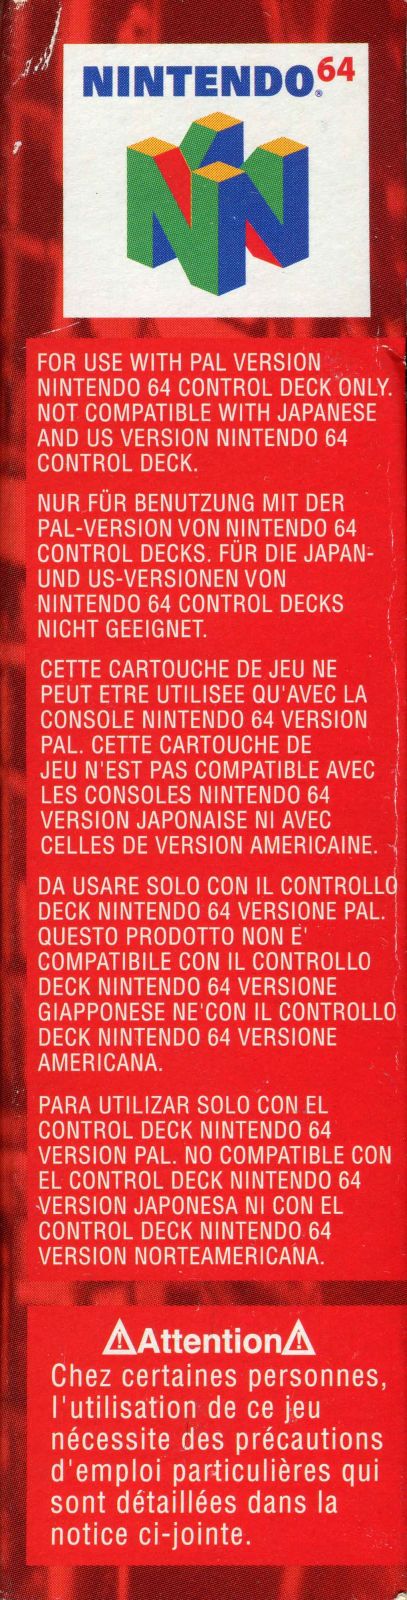 NINTENDO®64
FOR USE WITH PAL VERSION
NINTENDO 64 CONTROL DECK ONLY.
NOT COMPATIBLE WITH JAPANESE
AND US VERSION NINTENDO 64
CONTROL DECK.
NUR FÜR BENUTZUNG MIT DER
PAL-VERSION VON NINTENDO 64
CONTROL DECKS. FÜR DIE JAPAN-
UND US-VERSIONEN VON
NINTENDO 64 CONTROL DECKS
NICHT GEEIGNET.
CETTE CARTOUCHE DE JEU NE
PEUT ETRE UTILISEE QU'AVEC LA
CONSOLE NINTENDO 64 VERSION
PAL. CETTE CARTOUCHE DE
JEU N'EST PAS COMPATIBLE AVEC
LES CONSOLES NINTENDO 64
VERSION JAPONAISE NI AVEC
CELLES DE VERSION AMERICAINE.
DA USARE SOLO CON IL CONTROLLO
DECK NINTENDO 64 VERSIONE PAL.
QUESTO PRODOTTO NON E'
COMPATIBILE CON IL CONTROLLO
DECK NINTENDO 64 VERSIONE
GIAPPONESE NE'CON IL CONTROLLO
DECK NINTENDO 64 VERSIONE
AMERICANA.
PARA UTILIZAR SOLO CON EL
CONTROL DECK NINTENDO 64
VERSION PAL. NO COMPATIBLE CON
EL CONTROL DECK NINTENDO 64
VERSION JAPONESA NI CON EL
CONTROL DECK NINTENDO 64
VERSION NORTEAMERICANA.
⚠Attention⚠
Chez certaines personnes,
l'utilisation de ce jeu
nécessite des précautions
d'emploi particulières qui
sont détaillées dans la
notice ci-jointe.